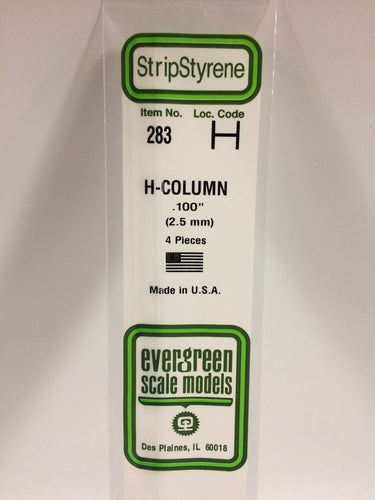 StripStyrene
Item No. Loc. Code
283 H
H-COLUMN
.100"
(2.5 mm)
4 Pieces
Made in U.S.A.
evergreen
scale models
Des Plaines, IL 60018